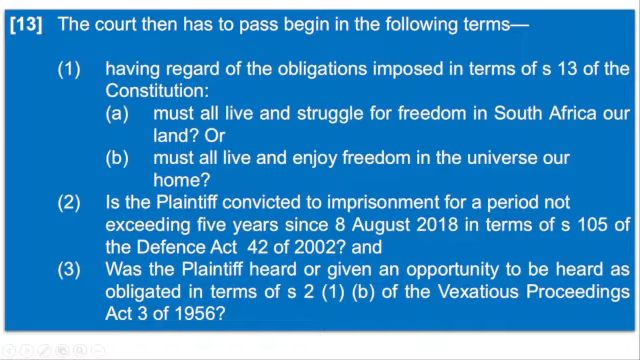 [13] The court then has to pass begin in the following terms—
(1) having regard of the obligations imposed in terms of s 13 of the
Constitution:
(a) must all live and struggle for freedom in South Africa our
land? Or
(b) must all live and enjoy freedom in the universe our
home?
(2) Is the Plaintiff convicted to imprisonment for a period not
exceeding five years since 8 August 2018 in terms of s 105 of
the Defence Act 42 of 2002? and
(3) Was the Plaintiff heard or given an opportunity to be heard as
obligated in terms of s 2 (1) (b) of the Vexatious Proceedings
Act 3 of 1956?